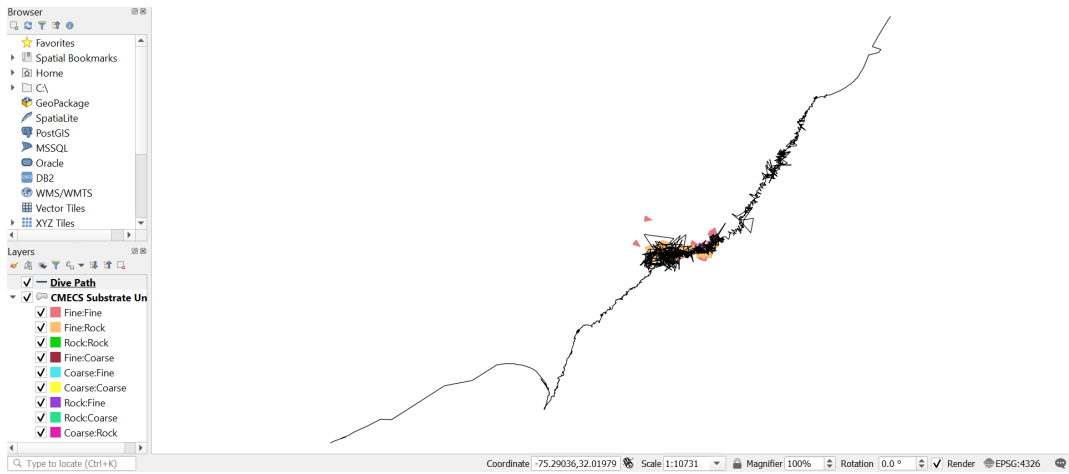 Browser
Favorites
Spatial Bookmarks
Home
C:\
GeoPackage
SpatiaLite
PostGIS
MSSQL
Oracle
DB2
WMS/WMTS
Vector Tiles
XYZ Tiles
Layers
Dive Path
CMECS Substrate Un
Fine:Fine
Fine:Rock
Rock:Rock
Fine:Coarse
Coarse:Fine
Coarse:Coarse
Rock:Fine
Rock:Coarse
Coarse:Rock
Type to locate (Ctrl+K) Coordinate -75.29036,32.01979 Scale 1:10731 Magnifier 100% Rotation 0.0 ° Render EPSG:4326